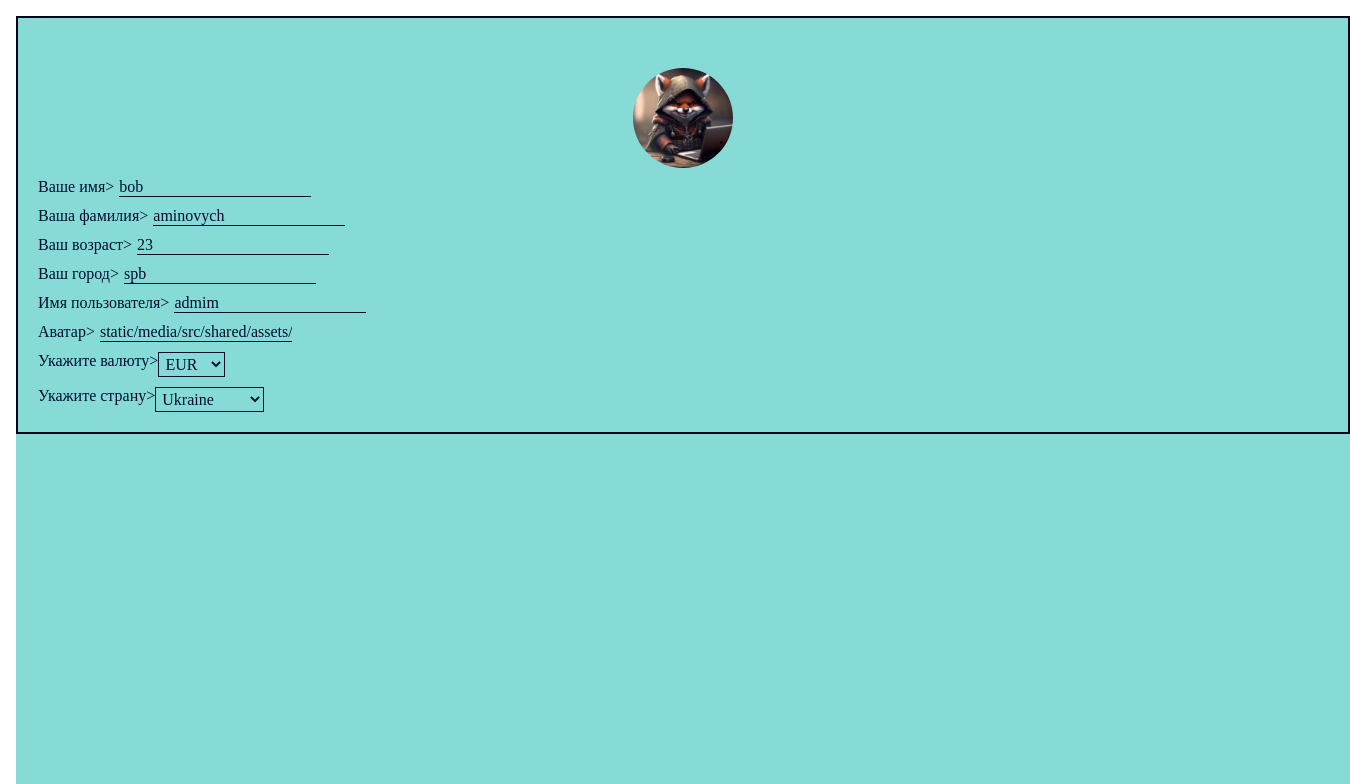 Ваше имя> bob
Ваша фамилия> aminovych
Ваш возраст> 23
Ваш город> spb
Имя пользователя> admim
Аватар> static/media/src/shared/assets/
Укажите валюту> EUR
Укажите страну> Ukraine